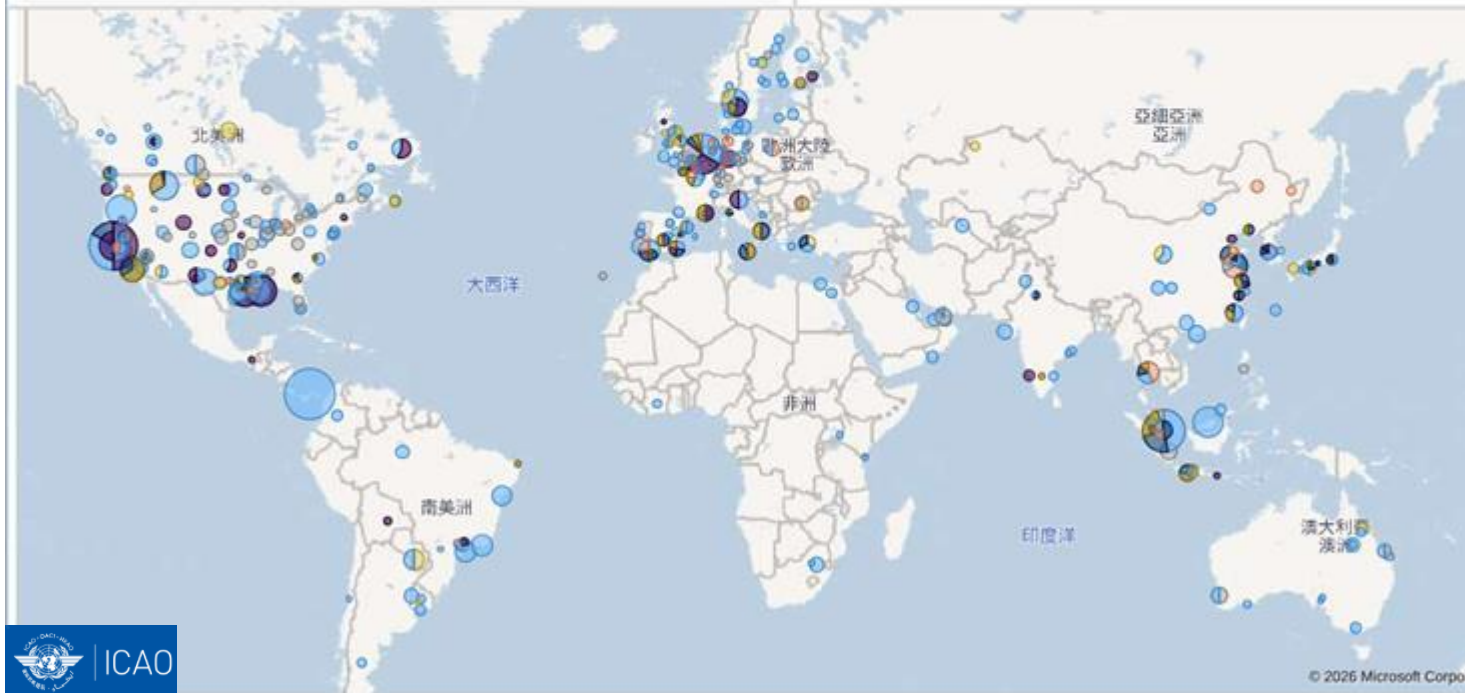 北美洲
歐洲大陸
歐洲
亞細亞洲
亞洲
大西洋
非洲
南美洲
印度洋
澳大利亞
澳洲
ICAO
© 2026 Microsoft Corpo